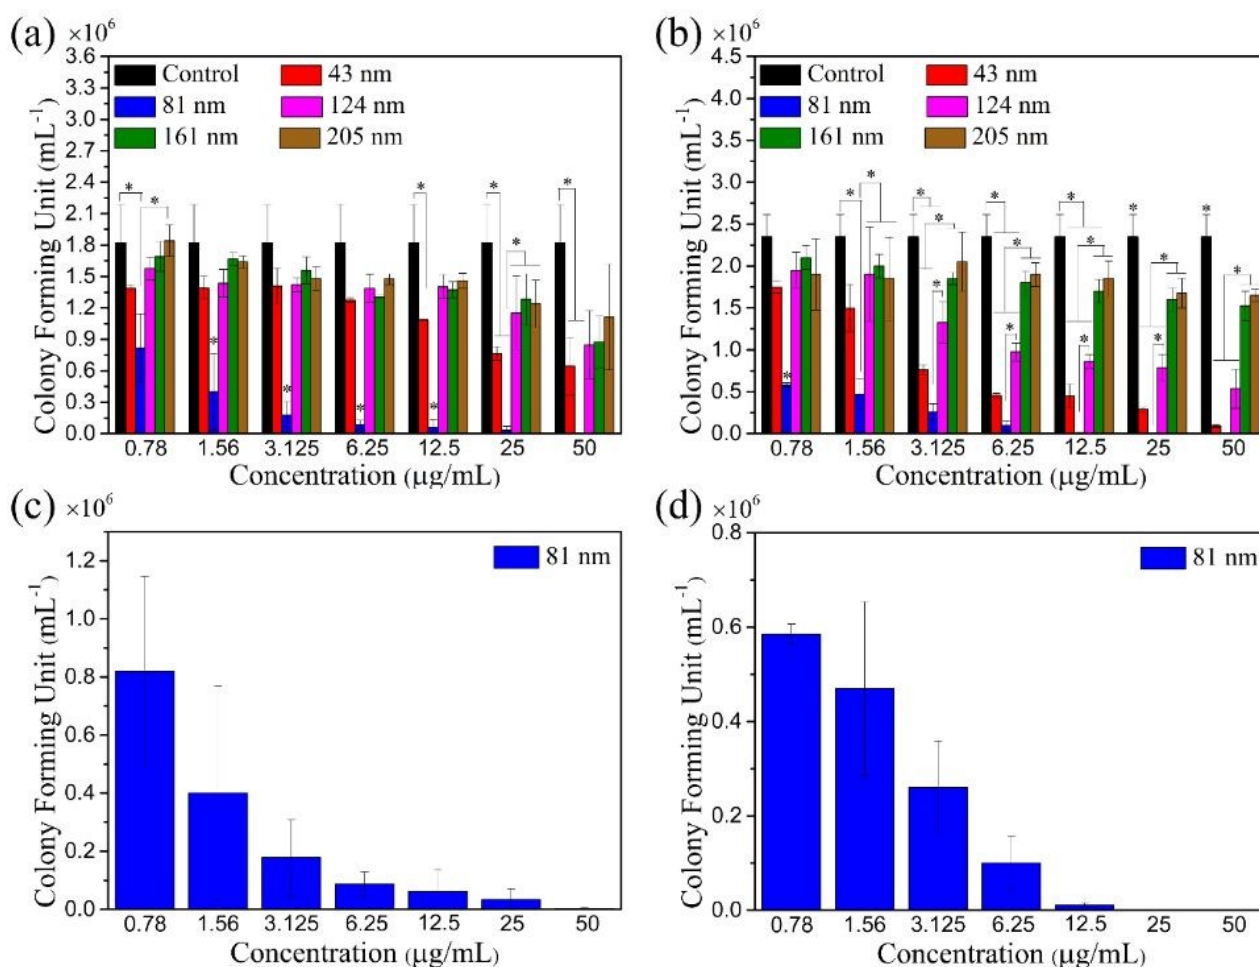 (a) ×10⁶
Colony Forming Unit (mL⁻¹)
3.6
3.3
3.0
2.7
2.4
2.1
1.8
1.5
1.2
0.9
0.6
0.3
0.0
Control 43 nm
81 nm 124 nm
161 nm 205 nm
* * * * * * * * * * *
0.78 1.56 3.125 6.25 12.5 25 50
Concentration (μg/mL)
(b) ×10⁶
Colony Forming Unit (mL⁻¹)
4.5
4.0
3.5
3.0
2.5
2.0
1.5
1.0
0.5
0.0
Control 43 nm
81 nm 124 nm
161 nm 205 nm
* * * * * * * * * * * * * * * * * *
0.78 1.56 3.125 6.25 12.5 25 50
Concentration (μg/mL)
(c) ×10⁶
Colony Forming Unit (mL⁻¹)
1.2
1.0
0.8
0.6
0.4
0.2
0.0
81 nm
0.78 1.56 3.125 6.25 12.5 25 50
Concentration (μg/mL)
(d) ×10⁶
Colony Forming Unit (mL⁻¹)
0.8
0.6
0.4
0.2
0.0
81 nm
0.78 1.56 3.125 6.25 12.5 25 50
Concentration (μg/mL)